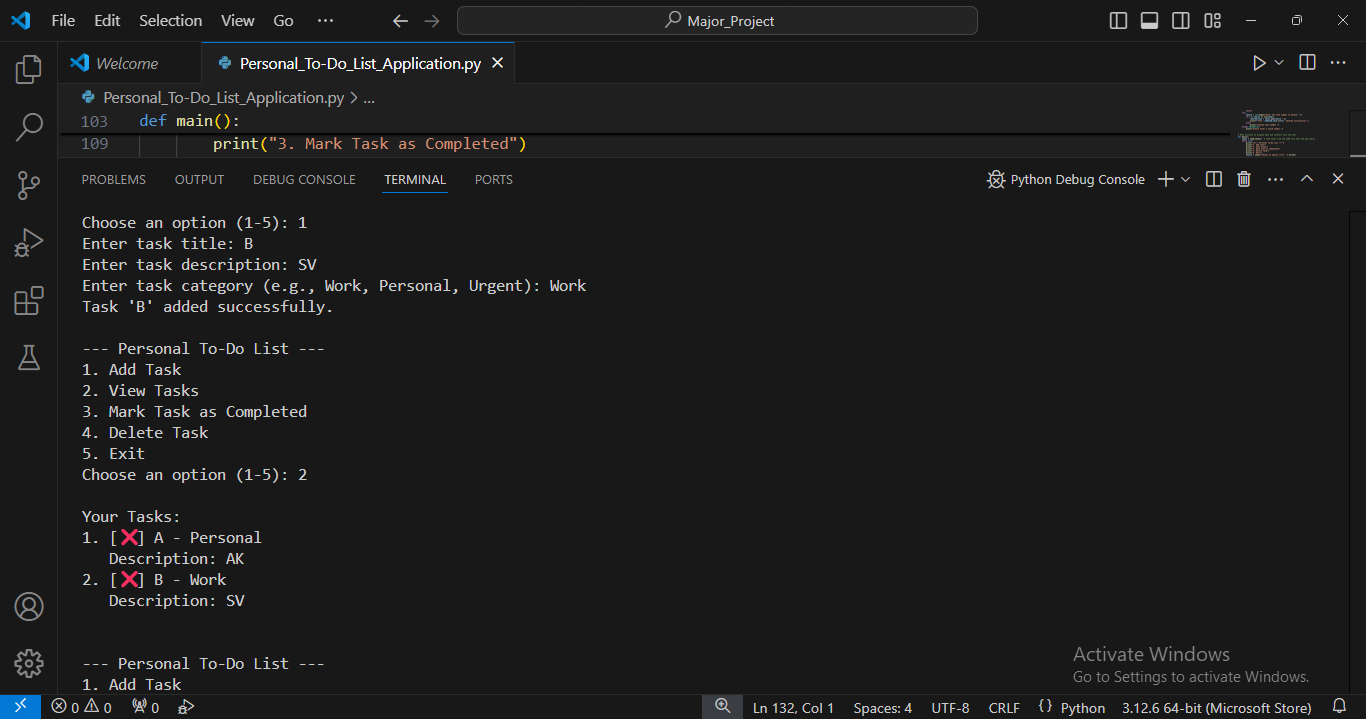 File Edit Selection View Go ... Major_Project
Welcome Personal_To-Do_List_Application.py
Personal_To-Do_List_Application.py > ...
103 def main():
109 print("3. Mark Task as Completed")
PROBLEMS OUTPUT DEBUG CONSOLE TERMINAL PORTS Python Debug Console
Choose an option (1-5): 1
Enter task title: B
Enter task description: SV
Enter task category (e.g., Work, Personal, Urgent): Work
Task 'B' added successfully.
--- Personal To-Do List ---
1. Add Task
2. View Tasks
3. Mark Task as Completed
4. Delete Task
5. Exit
Choose an option (1-5): 2
Your Tasks:
1. [❌] A - Personal
Description: AK
2. [❌] B - Work
Description: SV
--- Personal To-Do List ---
1. Add Task
Activate Windows
Go to Settings to activate Windows.
0 0 0 Ln 132, Col 1 Spaces: 4 UTF-8 CRLF {} Python 3.12.6 64-bit (Microsoft Store)